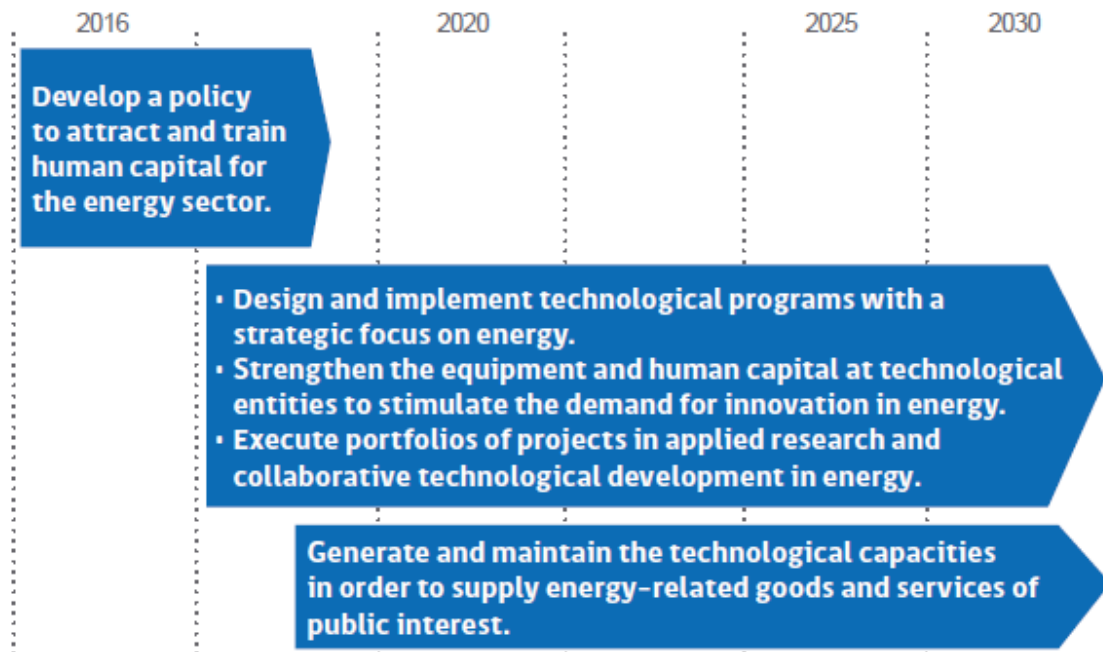 2016 2020 2025 2030
Develop a policy
to attract and train
human capital for
the energy sector.
• Design and implement technological programs with a
strategic focus on energy.
• Strengthen the equipment and human capital at technological
entities to stimulate the demand for innovation in energy.
• Execute portfolios of projects in applied research and
collaborative technological development in energy.
Generate and maintain the technological capacities
in order to supply energy-related goods and services of
public interest.